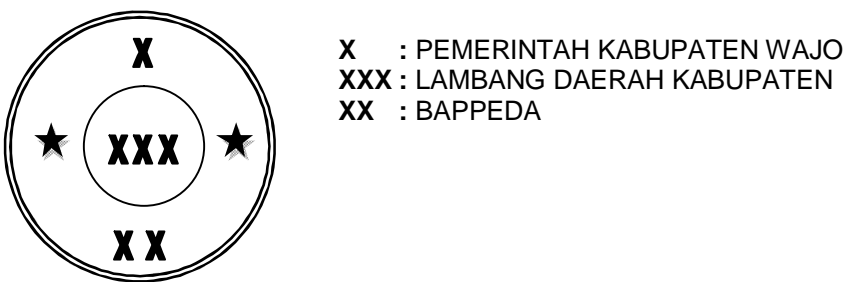 X
XXX
XX
X : PEMERINTAH KABUPATEN WAJO
XXX : LAMBANG DAERAH KABUPATEN
XX : BAPPEDA